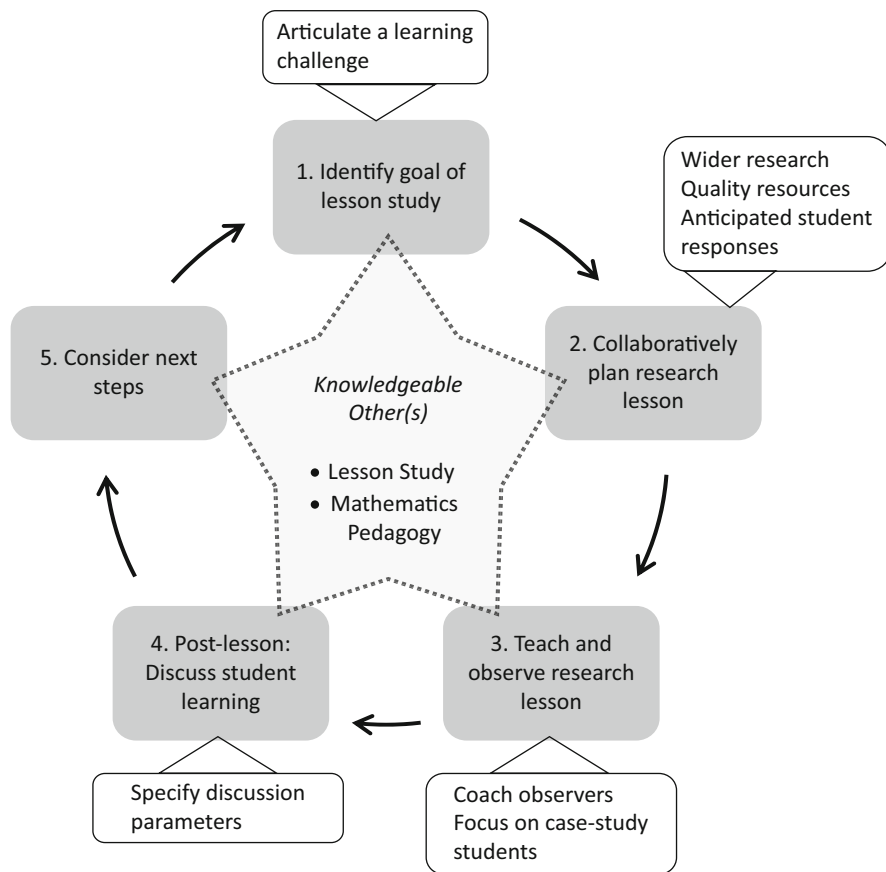 Articulate a learning
challenge
1. Identify goal of
lesson study
Wider research
Quality resources
Anticipated student
responses
2. Collaboratively
plan research
lesson
5. Consider next
steps
Knowledgeable
Other(s)
• Lesson Study
• Mathematics
Pedagogy
4. Post-lesson:
Discuss student
learning
3. Teach and
observe research
lesson
Specify discussion
parameters
Coach observers
Focus on case-study
students